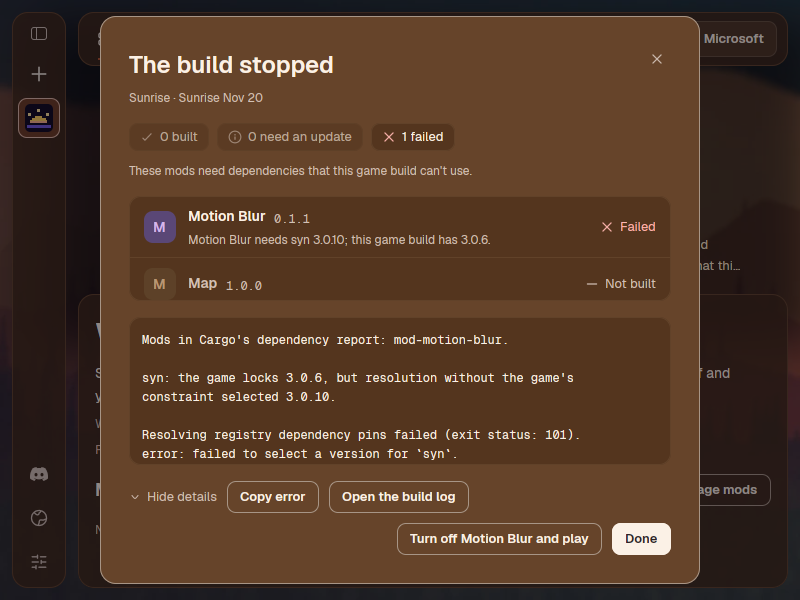 Microsoft
The build stopped
Sunrise · Sunrise Nov 20
0 built
0 need an update
1 failed
These mods need dependencies that this game build can't use.
M
Motion Blur 0.1.1
Motion Blur needs syn 3.0.10; this game build has 3.0.6.
Failed
M
Map 1.0.0
Not built
Mods in Cargo's dependency report: mod-motion-blur.
syn: the game locks 3.0.6, but resolution without the game's
constraint selected 3.0.10.
Resolving registry dependency pins failed (exit status: 101).
error: failed to select a version for `syn`.
Hide details
Copy error
Open the build log
Turn off Motion Blur and play
Done
and
mods